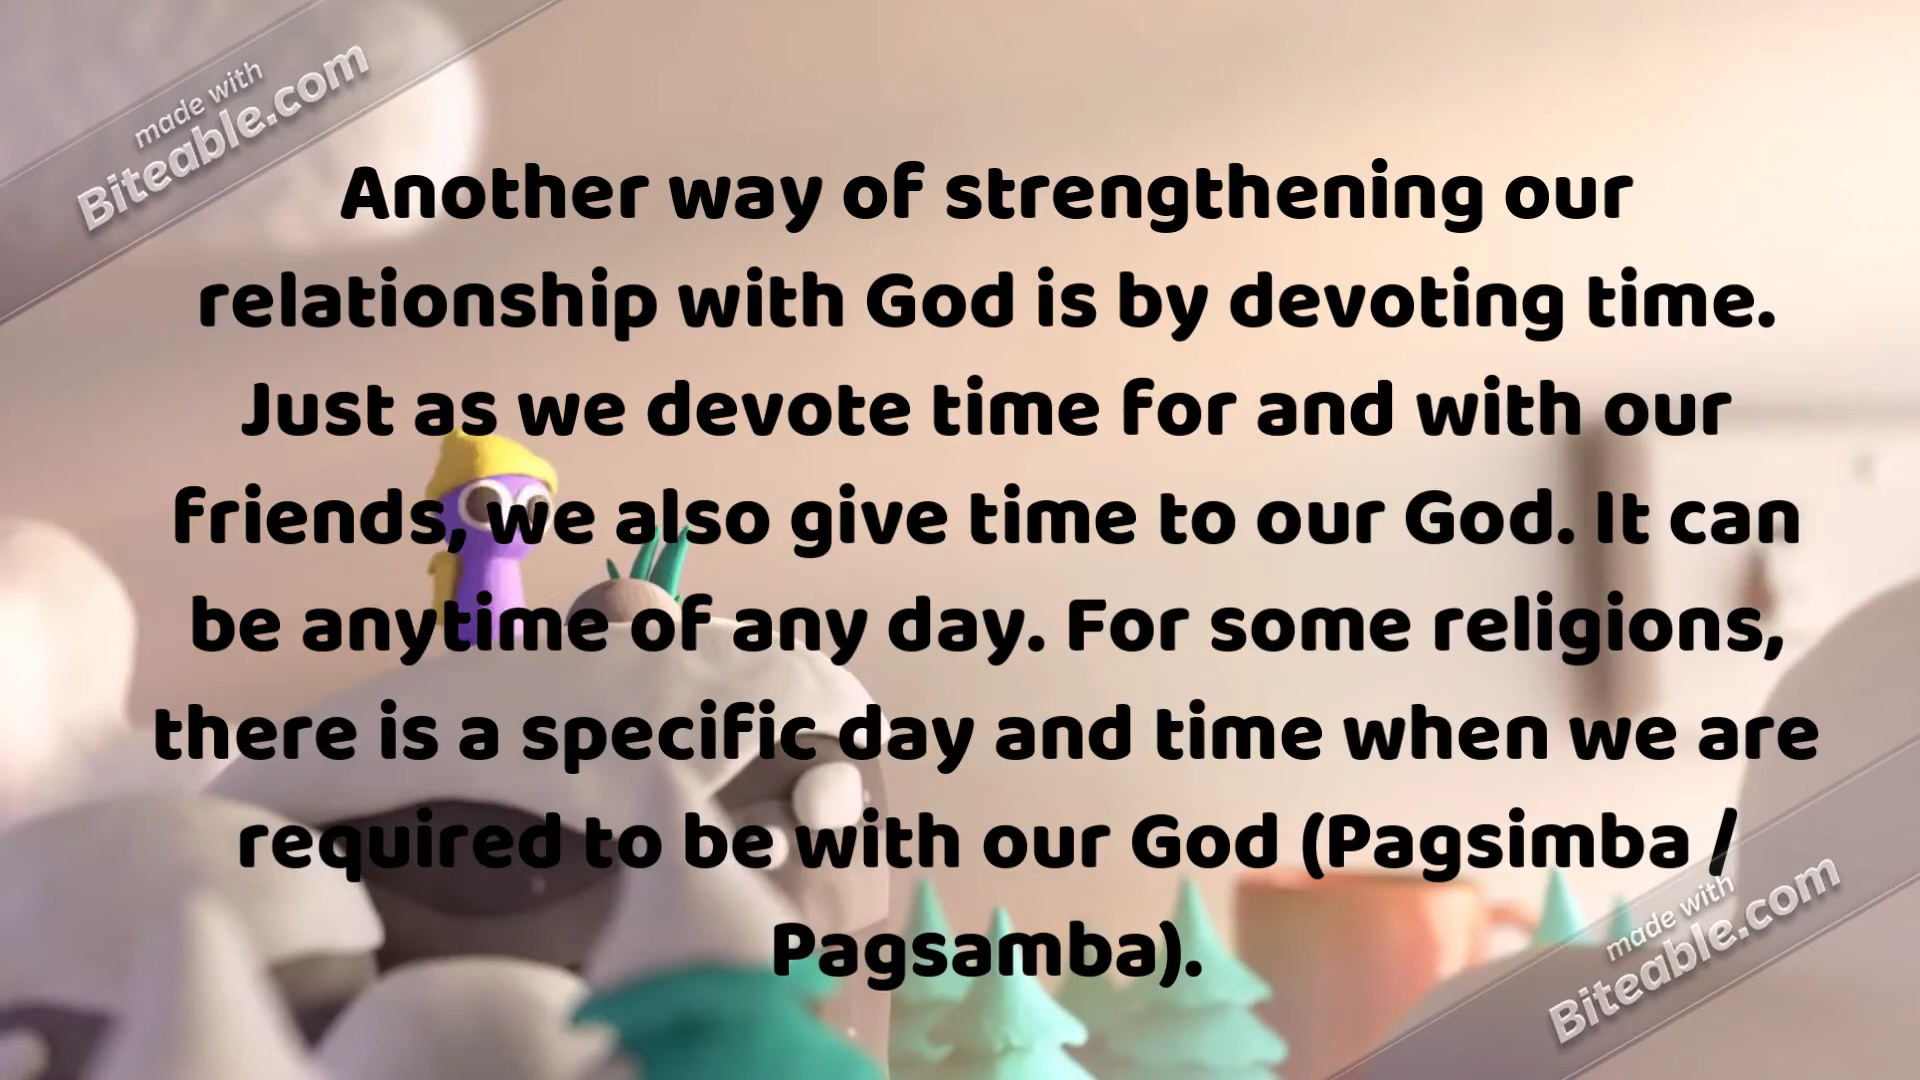 made with
Biteable.com
Another way of strengthening our
relationship with God is by devoting time.
Just as we devote time for and with our
friends, we also give time to our God. It can
be anytime of any day. For some religions,
there is a specific day and time when we are
required to be with our God (Pagsimba /
Pagsamba).
made with
Biteable.com